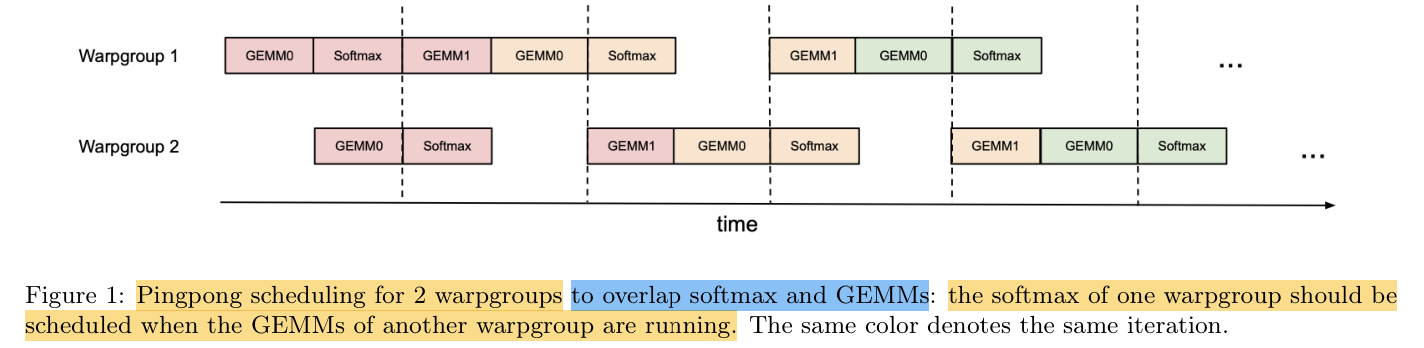 Warpgroup 1 GEMM0 Softmax GEMM1 GEMM0 Softmax GEMM1 GEMM0 Softmax ...
Warpgroup 2 GEMM0 Softmax GEMM1 GEMM0 Softmax GEMM1 GEMM0 Softmax ...
time
Figure 1: Pingpong scheduling for 2 warpgroups to overlap softmax and GEMMs: the softmax of one warpgroup should be
scheduled when the GEMMs of another warpgroup are running. The same color denotes the same iteration.